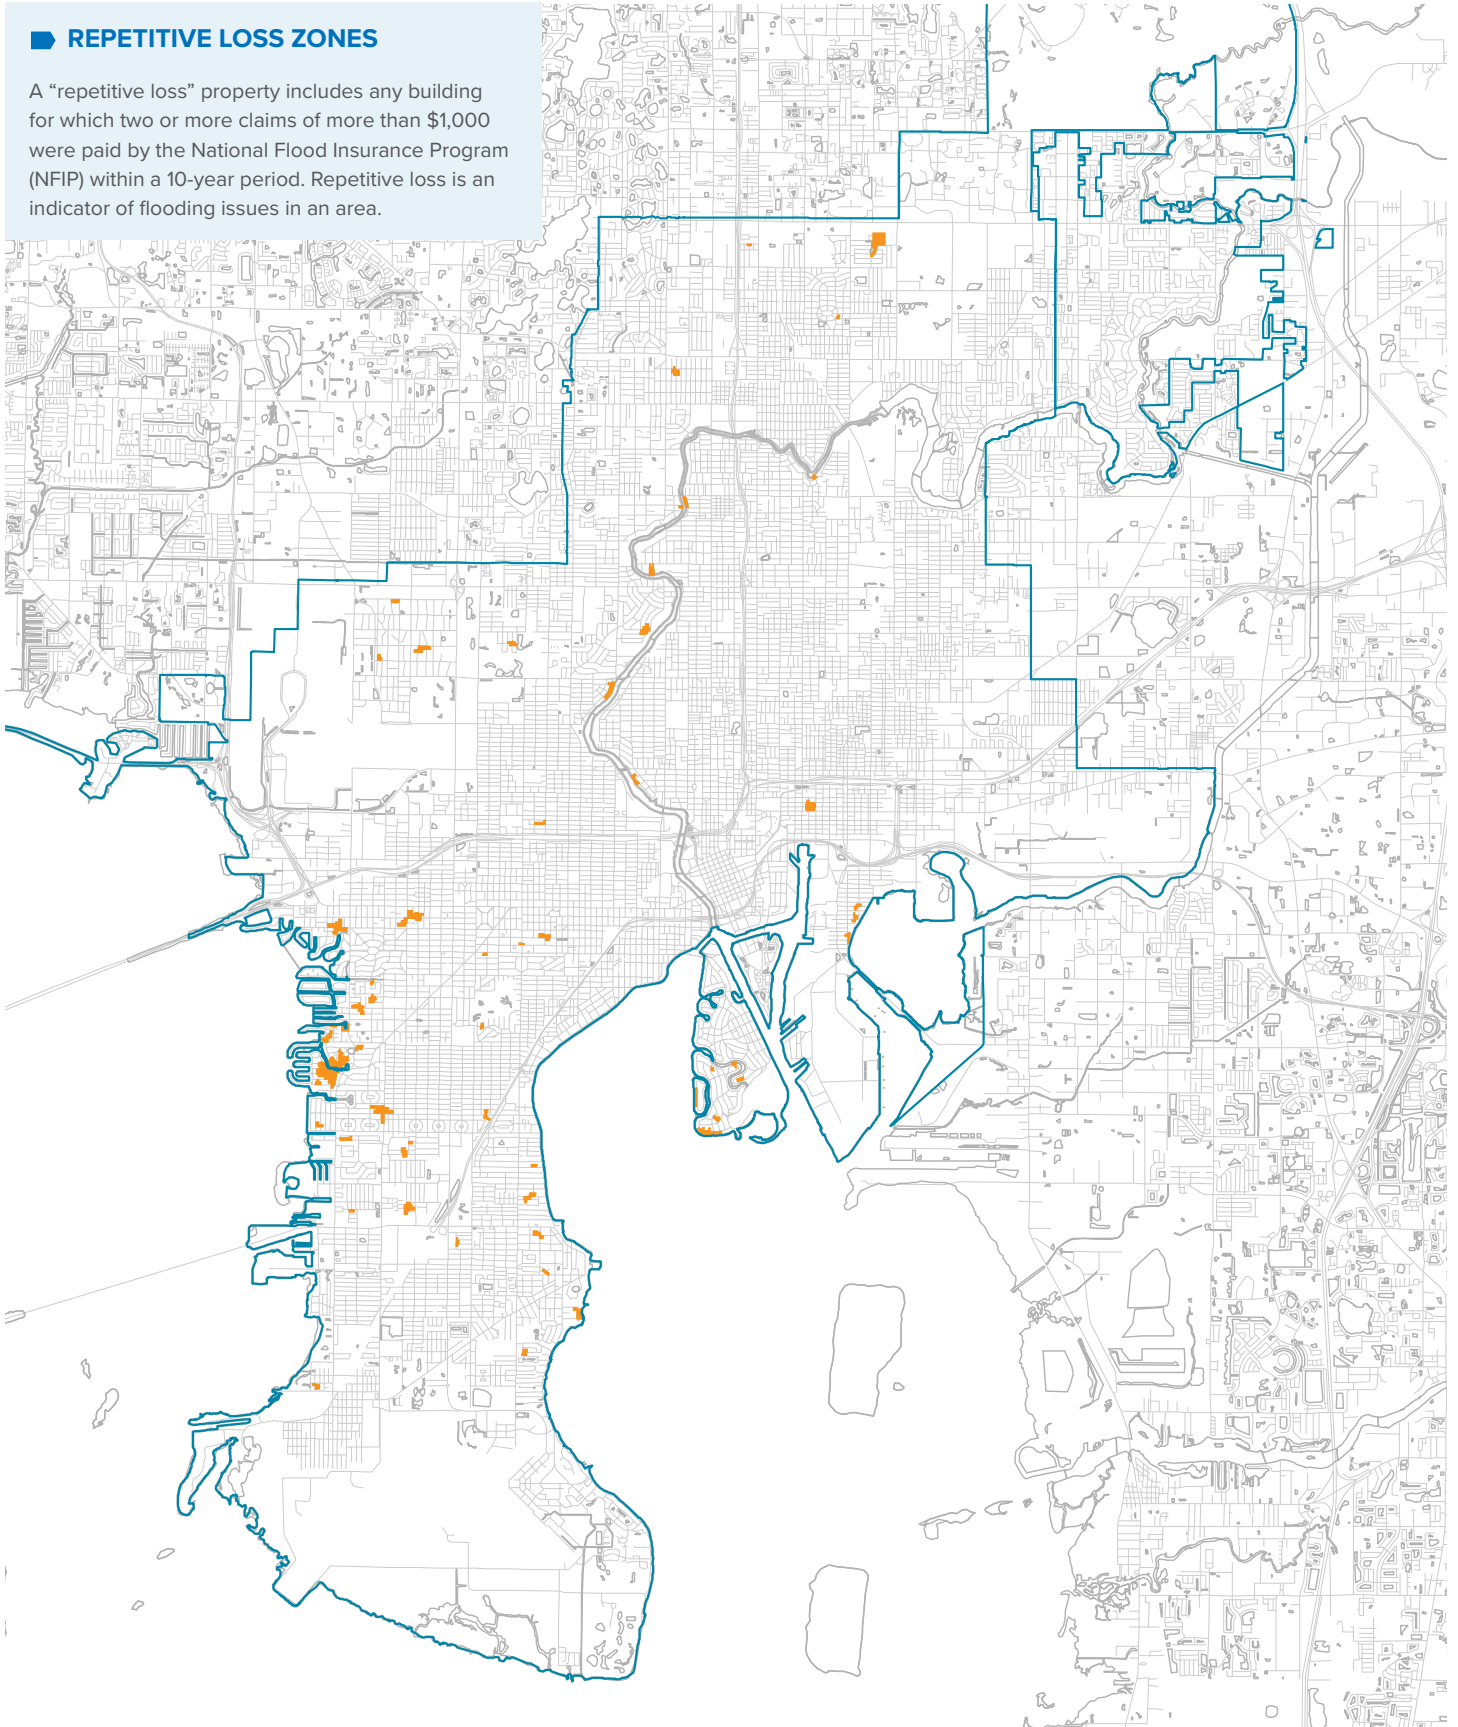 REPETITIVE LOSS ZONES
A “repetitive loss” property includes any building
for which two or more claims of more than $1,000
were paid by the National Flood Insurance Program
(NFIP) within a 10-year period. Repetitive loss is an
indicator of flooding issues in an area.